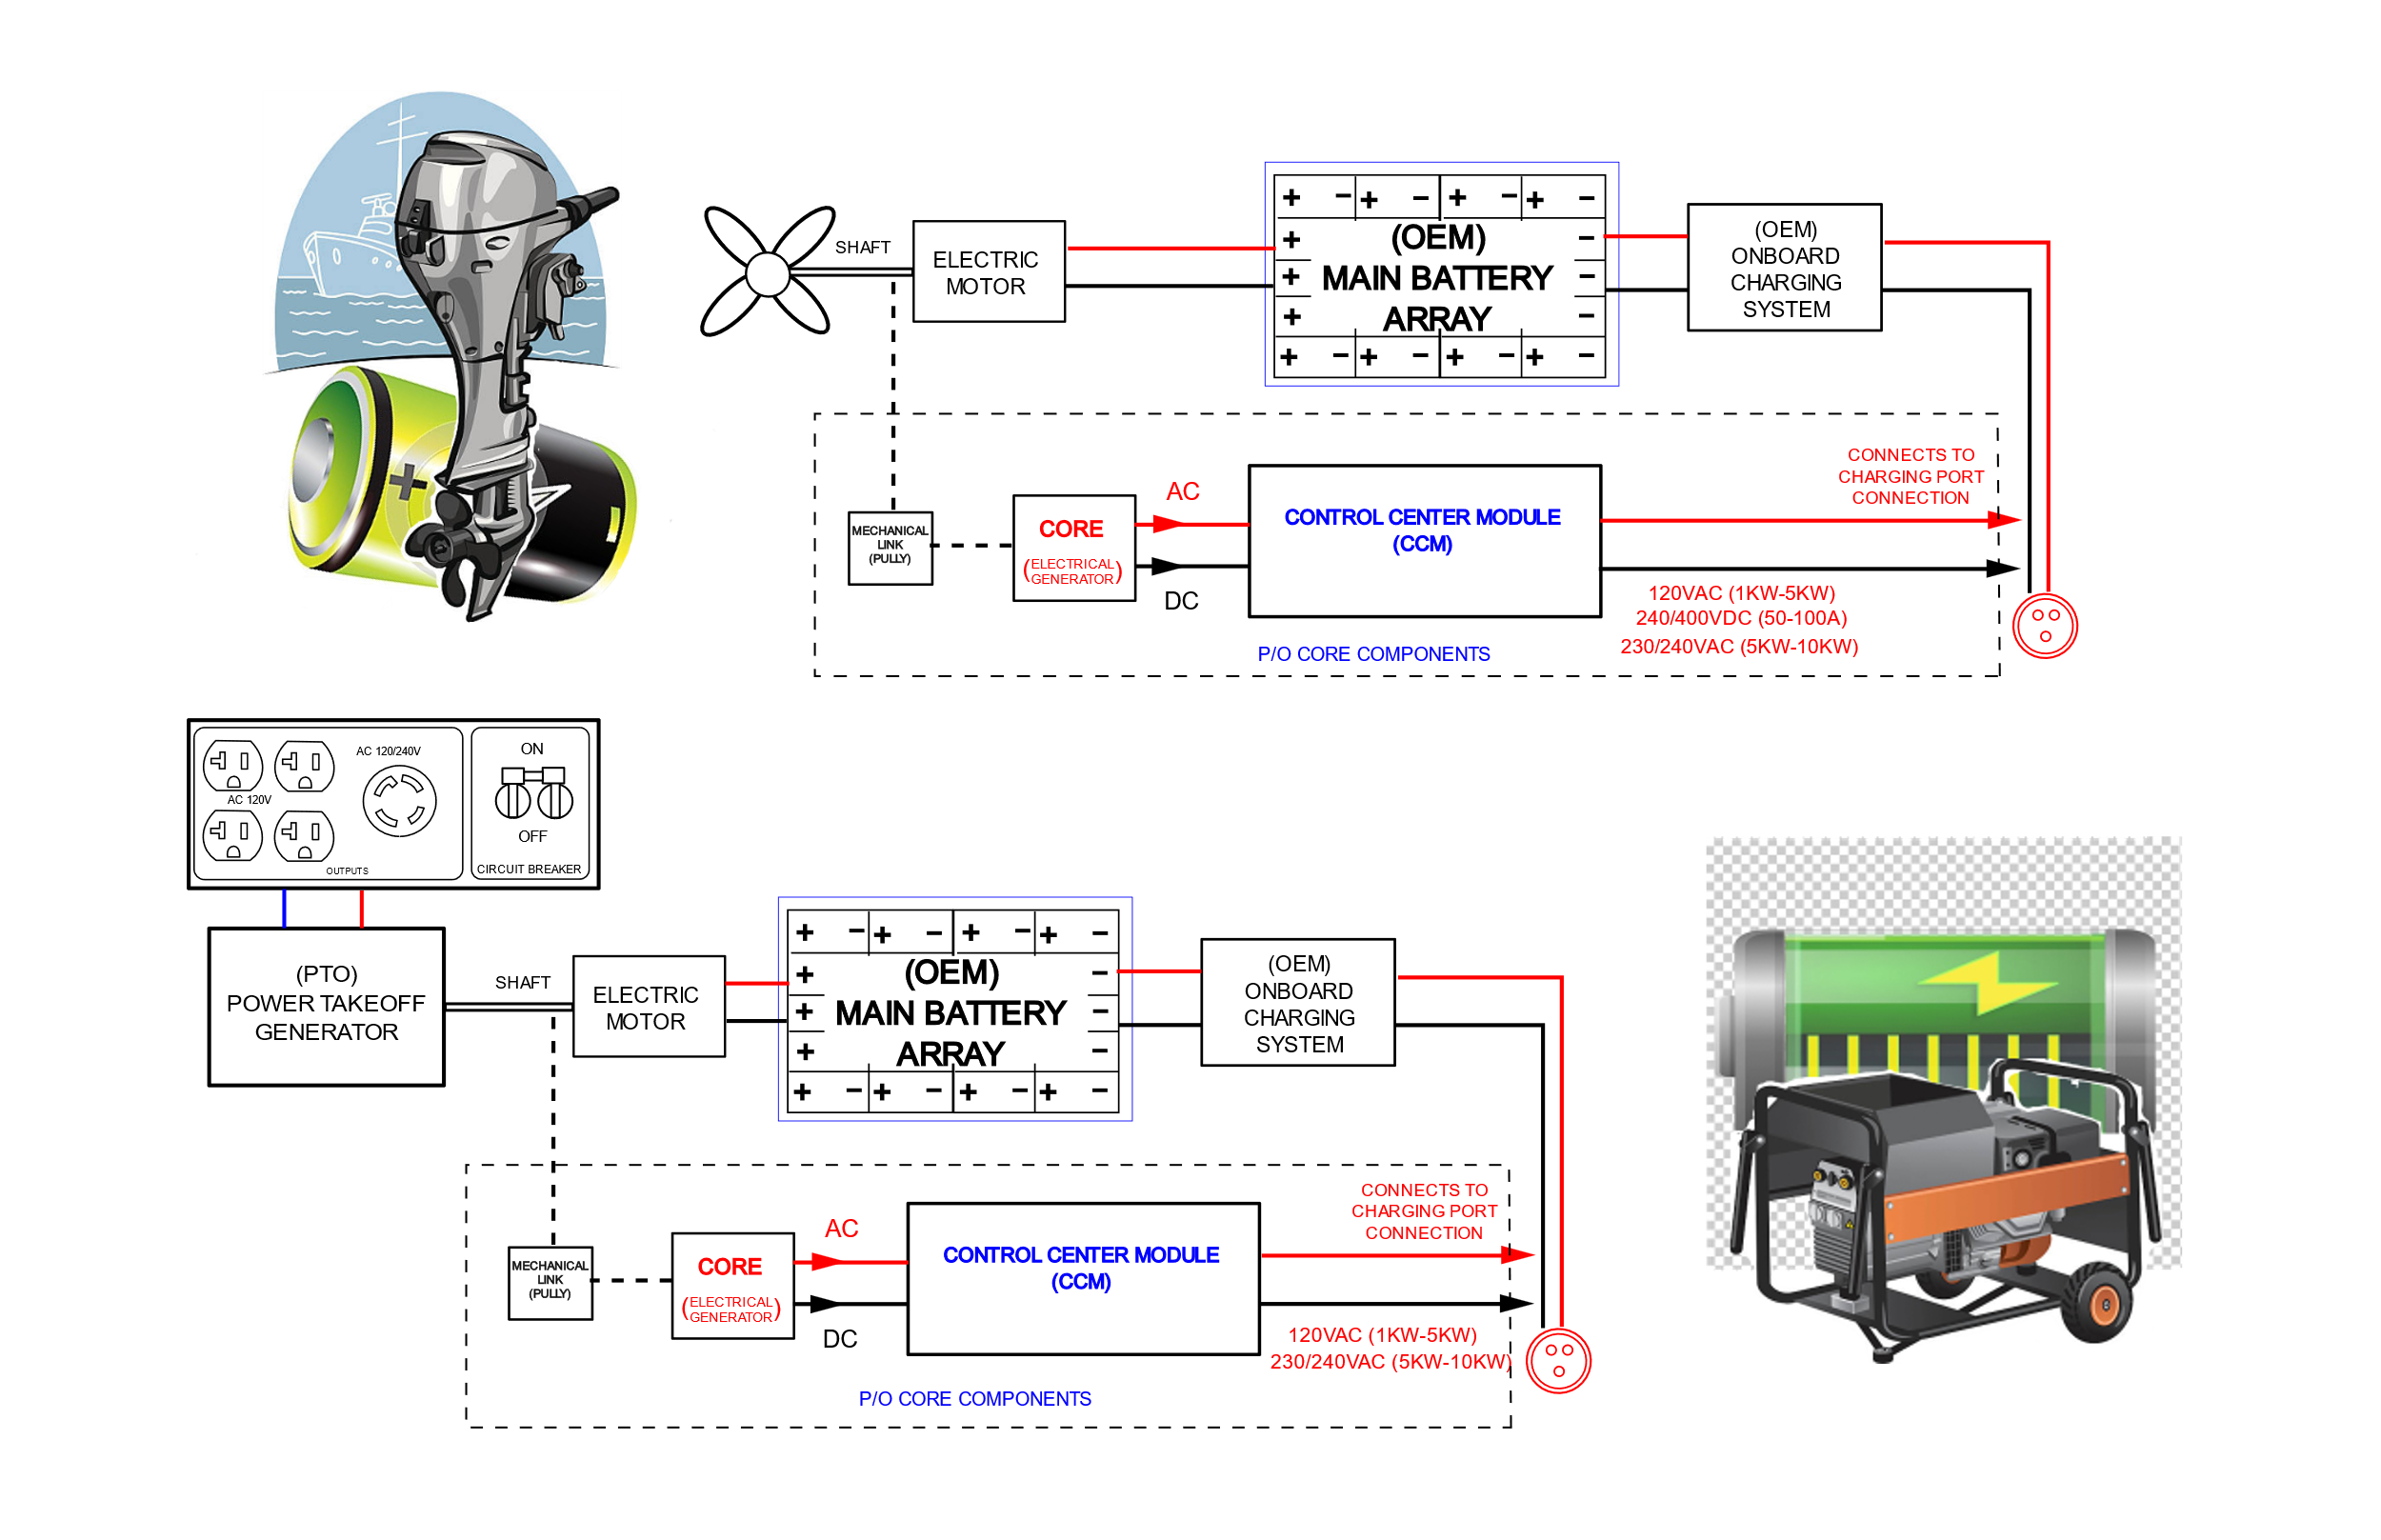 SHAFT
ELECTRIC
MOTOR
+ − + − + − + −
+ (OEM) −
+ MAIN BATTERY −
+ ARRAY −
+ − + − + − + −
(OEM)
ONBOARD
CHARGING
SYSTEM
+
MECHANICAL
LINK
(PULLY)
CORE
(ELECTRICAL
GENERATOR)
AC
DC
CONTROL CENTER MODULE
(CCM)
CONNECTS TO
CHARGING PORT
CONNECTION
120VAC (1KW-5KW)
240/400VDC (50-100A)
230/240VAC (5KW-10KW)
P/O CORE COMPONENTS
AC 120/240V
AC 120V
OUTPUTS
ON
OFF
CIRCUIT BREAKER
(PTO)
POWER TAKEOFF
GENERATOR
SHAFT
ELECTRIC
MOTOR
+ − + − + − + −
+ (OEM) −
+ MAIN BATTERY −
+ ARRAY −
+ − + − + − + −
(OEM)
ONBOARD
CHARGING
SYSTEM
MECHANICAL
LINK
(PULLY)
CORE
(ELECTRICAL
GENERATOR)
AC
DC
CONTROL CENTER MODULE
(CCM)
CONNECTS TO
CHARGING PORT
CONNECTION
120VAC (1KW-5KW)
230/240VAC (5KW-10KW)
P/O CORE COMPONENTS